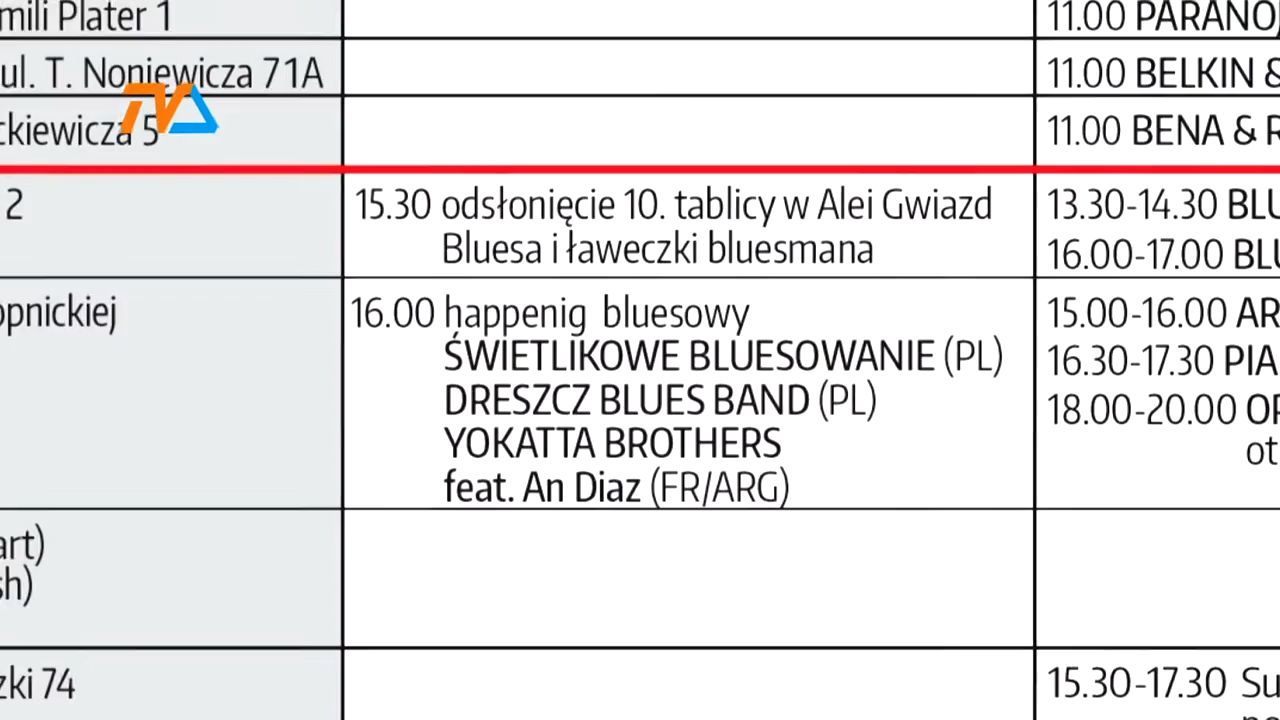 mili Plater 1
11.00 PARANO
ul. T. Noniewicza 71A
11.00 BELKIN &
ckiewicza 5
11.00 BENA & R
2
15.30 odsłonięcie 10. tablicy w Alei Gwiazd
Bluesa i ławeczki bluesmana
13.30-14.30 BLU
16.00-17.00 BLU
opnickiej
16.00 happenig bluesowy
ŚWIETLIKOWE BLUESOWANIE (PL)
DRESZCZ BLUES BAND (PL)
YOKATTA BROTHERS
feat. An Diaz (FR/ARG)
15.00-16.00 AR
16.30-17.30 PIA
18.00-20.00 OP
ot
art)
sh)
zki 74
15.30-17.30 Su